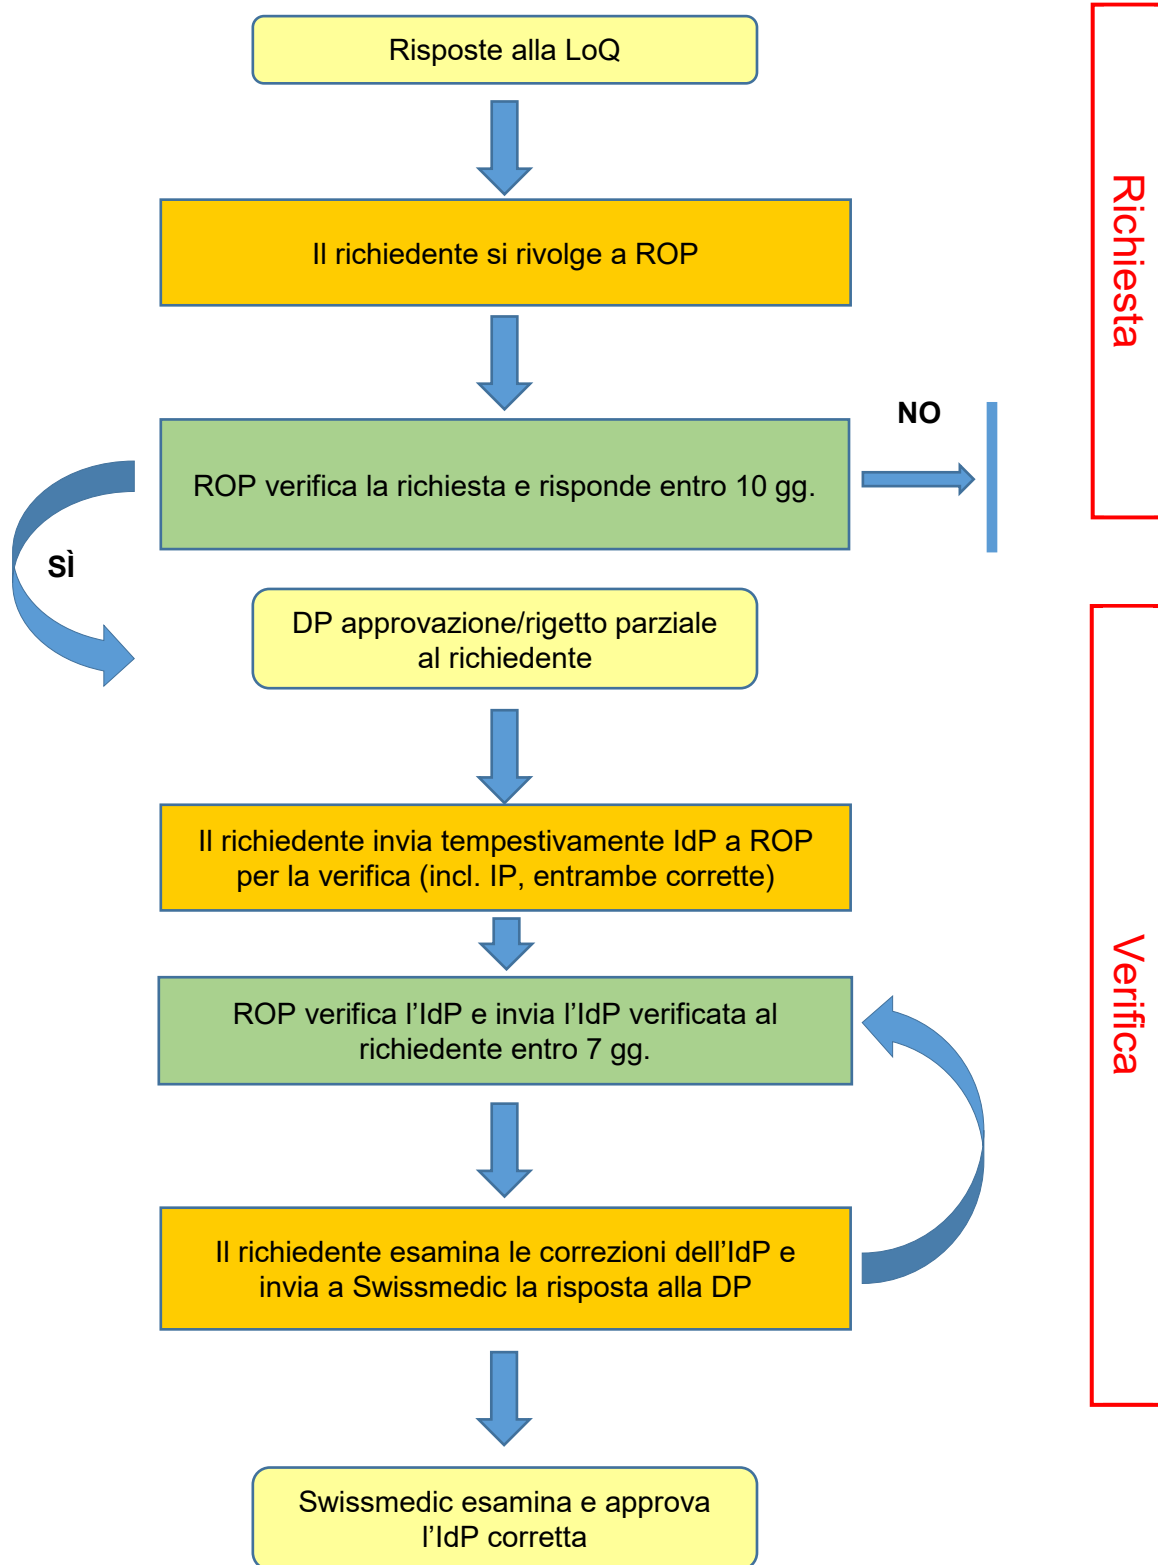 Risposte alla LoQ
Il richiedente si rivolge a ROP
Richiesta
NO
ROP verifica la richiesta e risponde entro 10 gg.
SÌ
DP approvazione/rigetto parziale
al richiedente
Il richiedente invia tempestivamente IdP a ROP
per la verifica (incl. IP, entrambe corrette)
Verifica
ROP verifica l’IdP e invia l’IdP verificata al
richiedente entro 7 gg.
Il richiedente esamina le correzioni dell’IdP e
invia a Swissmedic la risposta alla DP
Swissmedic esamina e approva
l’IdP corretta